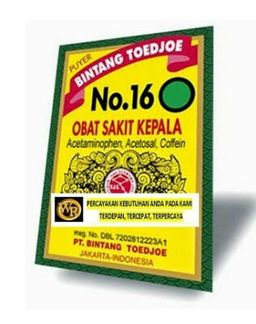 PUYER
BINTANG TOEDJOE
No.16
OBAT SAKIT KEPALA
Acetaminophen, Acetosal, Coffein
PERCAYAKAN KEBUTUHAN ANDA PADA KAMI
TERDEPAN, TERCEPAT, TERPERCAYA
Reg. No. DBL 7202812223A1
PT. BINTANG TOEDJOE
JAKARTA-INDONESIA